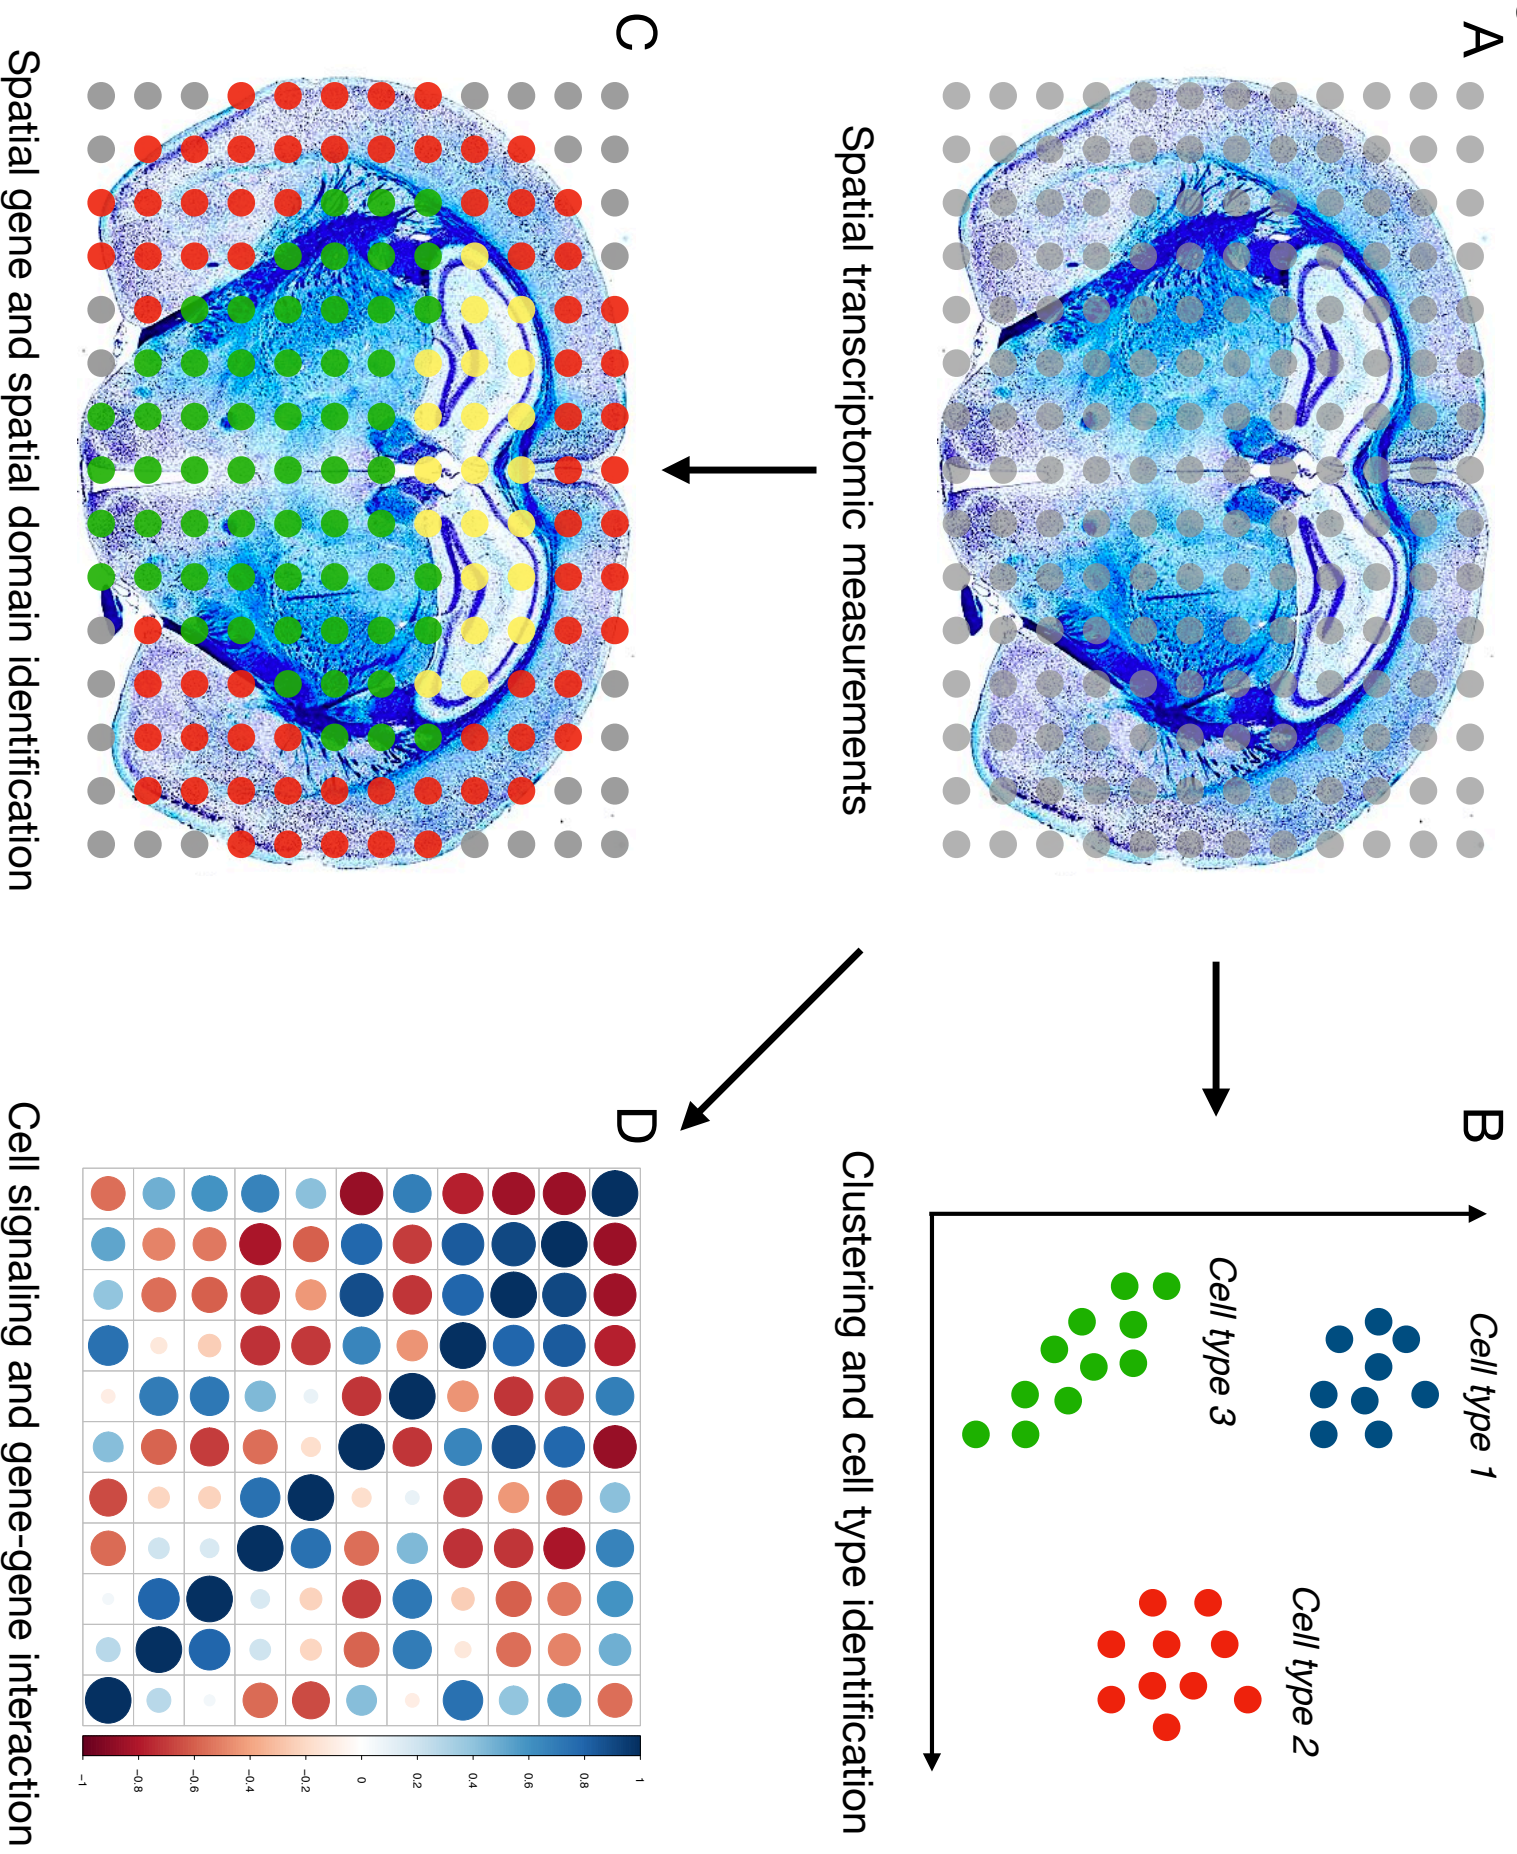 A
Spatial transcriptomic measurements
B
Cell type 1
Cell type 2
Cell type 3
Clustering and cell type identification
C
Spatial gene and spatial domain identification
D
1
0.8
0.6
0.4
0.2
0
−0.2
−0.4
−0.6
−0.8
−1
Cell signaling and gene-gene interaction